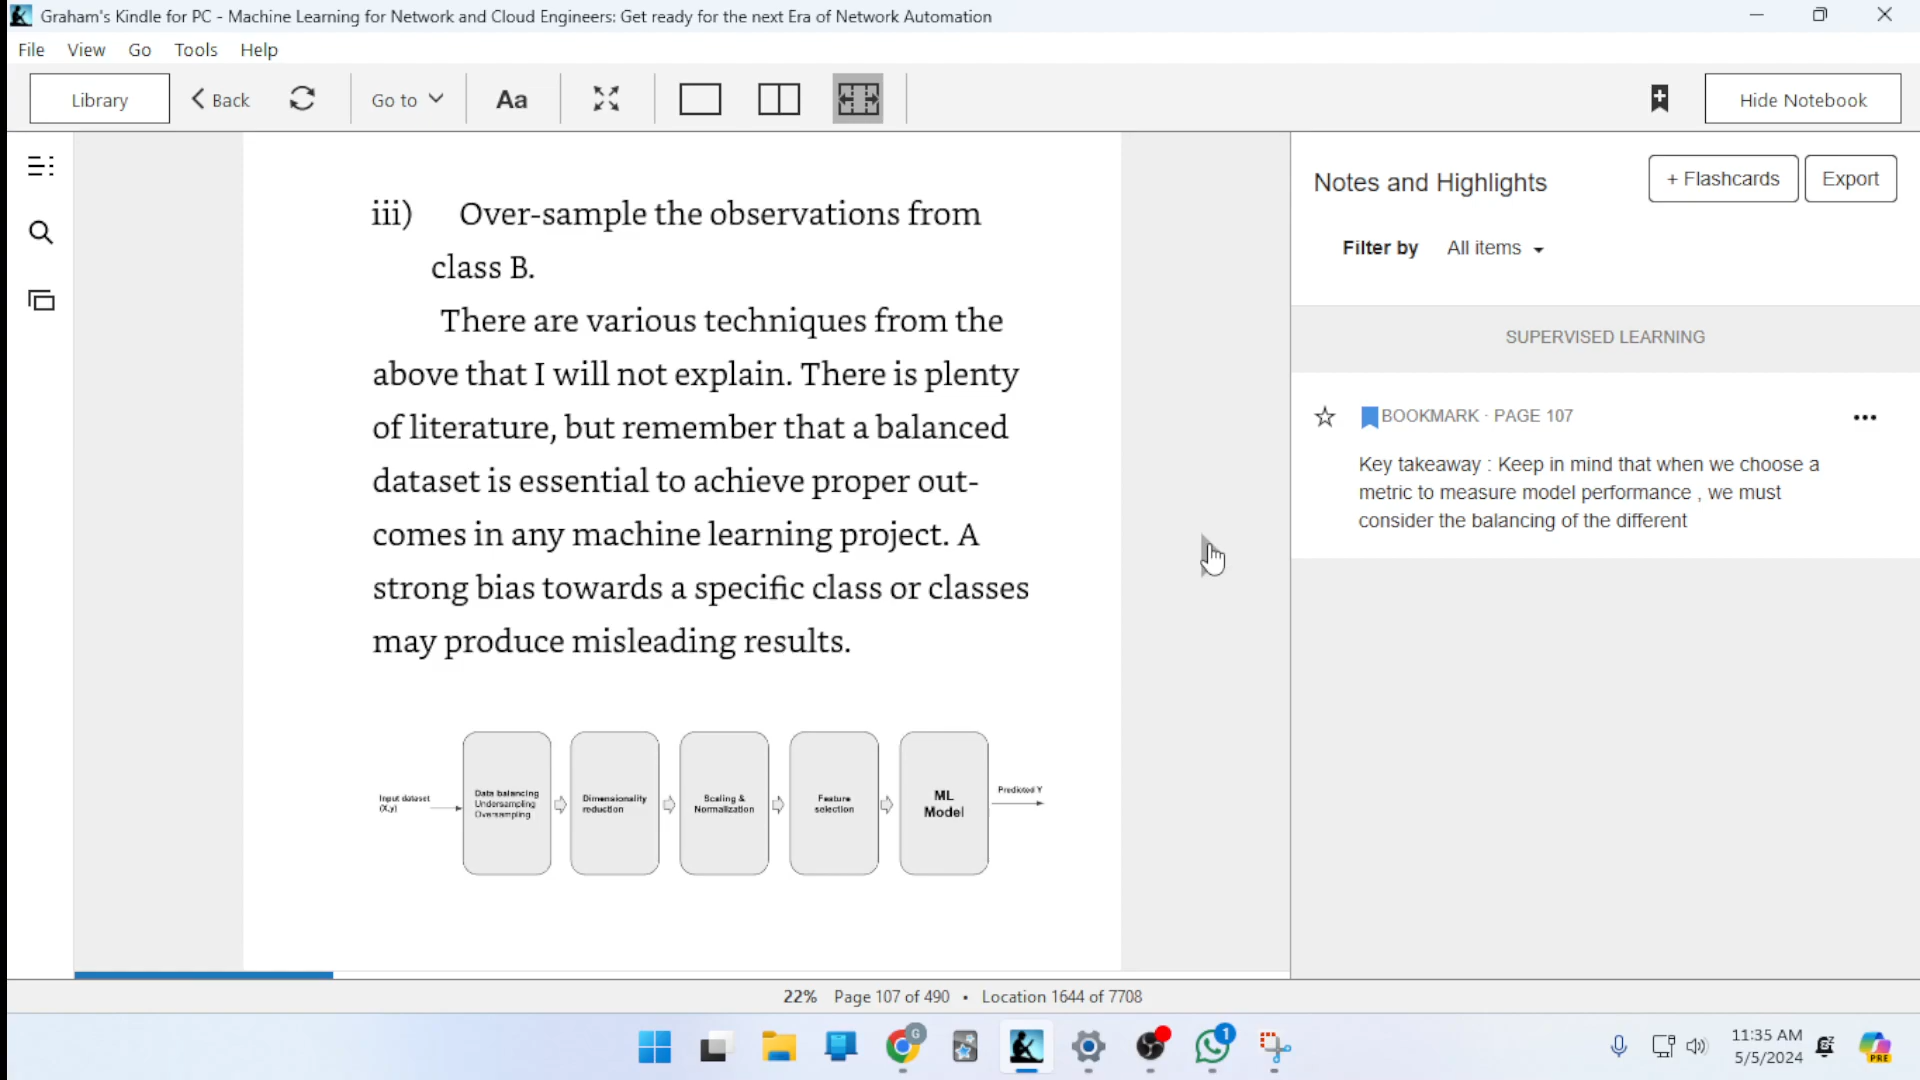 Graham's Kindle for PC - Machine Learning for Network and Cloud Engineers: Get ready for the next Era of Network Automation
File View Go Tools Help
Library Back Go to Aa Hide Notebook
iii) Over-sample the observations from
class B.
There are various techniques from the
above that I will not explain. There is plenty
of literature, but remember that a balanced
dataset is essential to achieve proper out-
comes in any machine learning project. A
strong bias towards a specific class or classes
may produce misleading results.
Input dataset
(X,y)
Data balancing
Undersampling
Oversampling
Dimensionality
reduction
Scaling &
Normalization
Feature
selection
ML
Model
Predicted Y
Notes and Highlights
+ Flashcards
Export
Filter by All items
SUPERVISED LEARNING
BOOKMARK · PAGE 107
Key takeaway : Keep in mind that when we choose a
metric to measure model performance , we must
consider the balancing of the different
22% Page 107 of 490 • Location 1644 of 7708
G
1
11:35 AM
5/5/2024
PRE